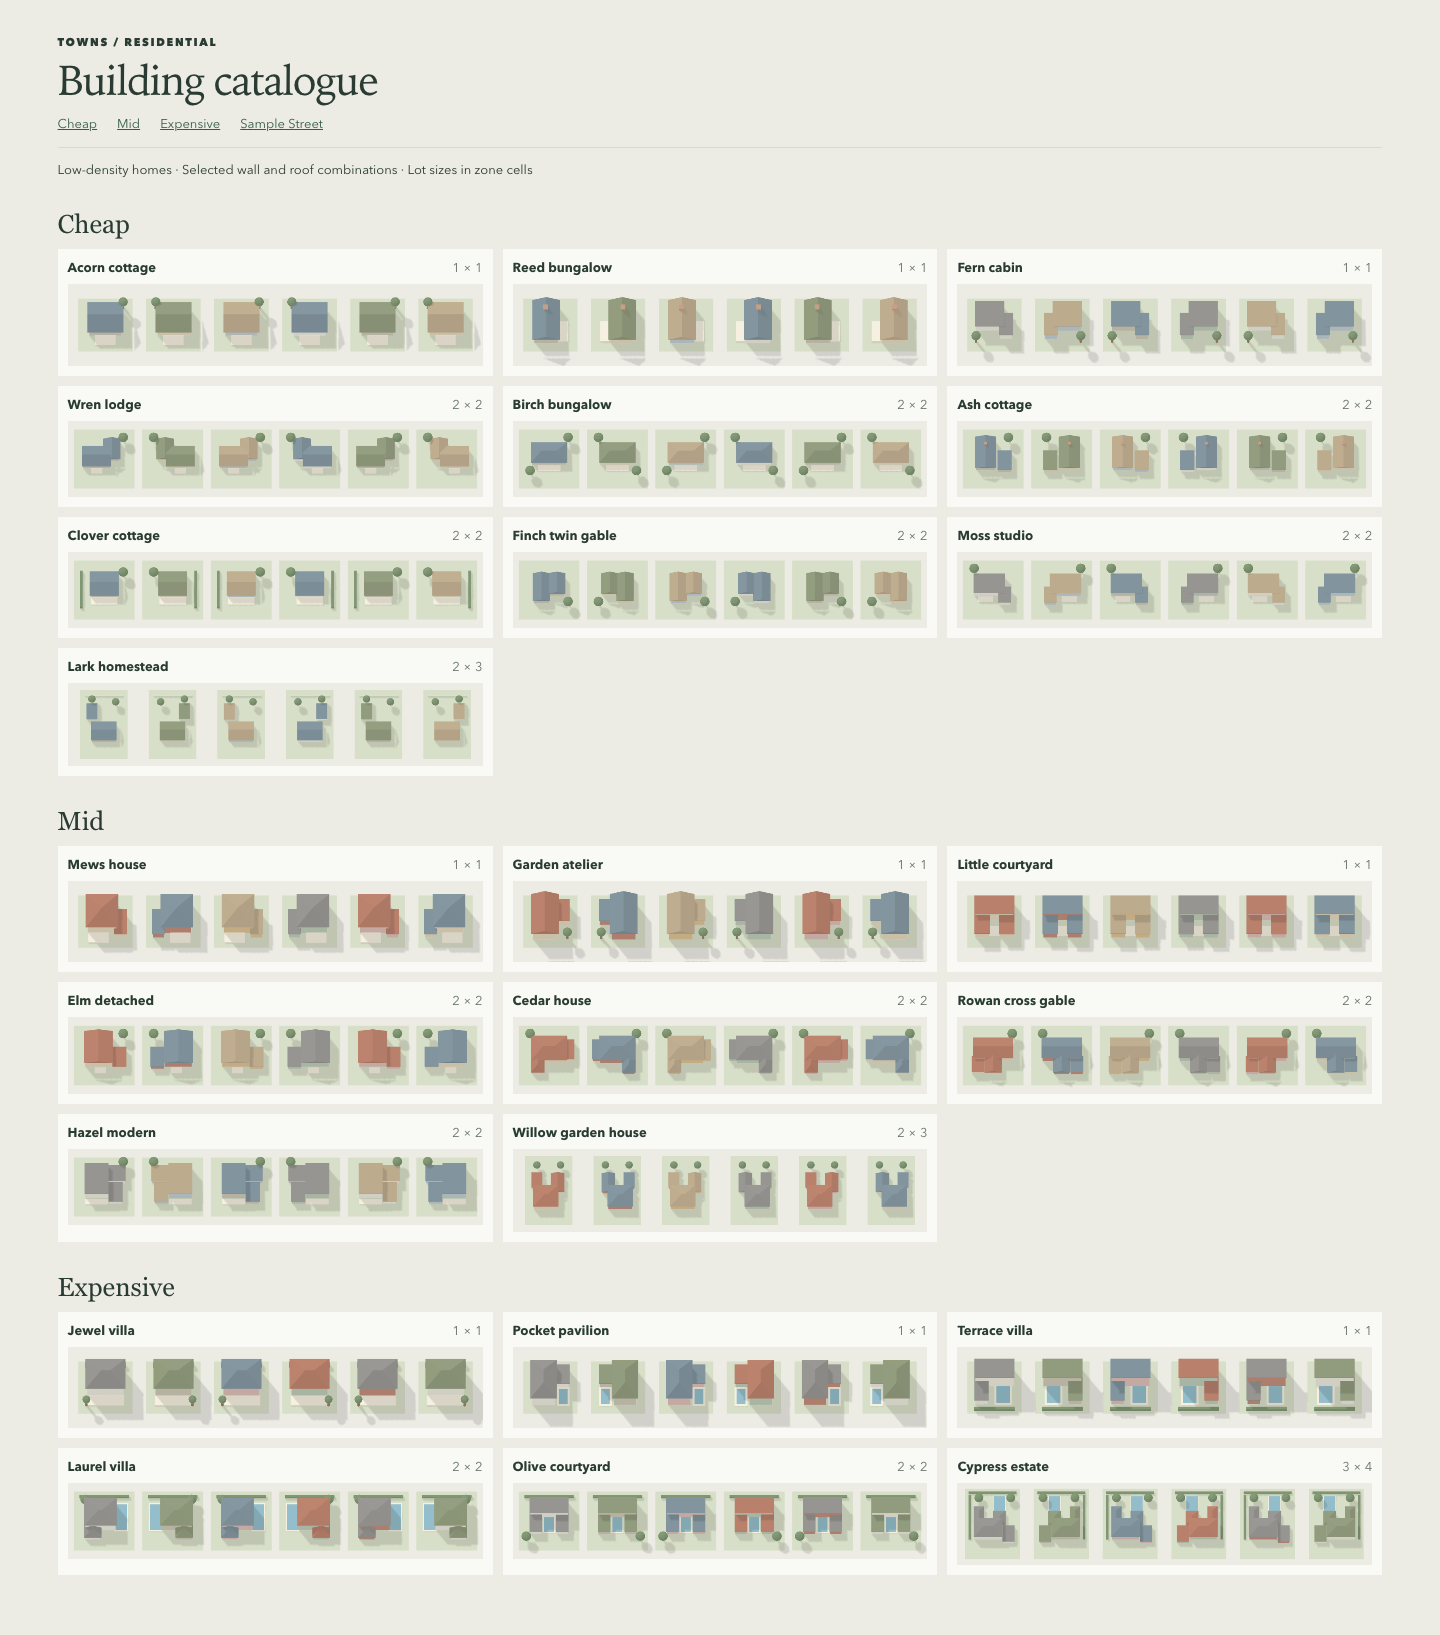 TOWNS / RESIDENTIAL
Building catalogue
Cheap Mid Expensive Sample Street
Low-density homes · Selected wall and roof combinations · Lot sizes in zone cells
Cheap
Acorn cottage 1 × 1
Reed bungalow 1 × 1
Fern cabin 1 × 1
Wren lodge 2 × 2
Birch bungalow 2 × 2
Ash cottage 2 × 2
Clover cottage 2 × 2
Finch twin gable 2 × 2
Moss studio 2 × 2
Lark homestead 2 × 3
Mid
Mews house 1 × 1
Garden atelier 1 × 1
Little courtyard 1 × 1
Elm detached 2 × 2
Cedar house 2 × 2
Rowan cross gable 2 × 2
Hazel modern 2 × 2
Willow garden house 2 × 3
Expensive
Jewel villa 1 × 1
Pocket pavilion 1 × 1
Terrace villa 1 × 1
Laurel villa 2 × 2
Olive courtyard 2 × 2
Cypress estate 3 × 4